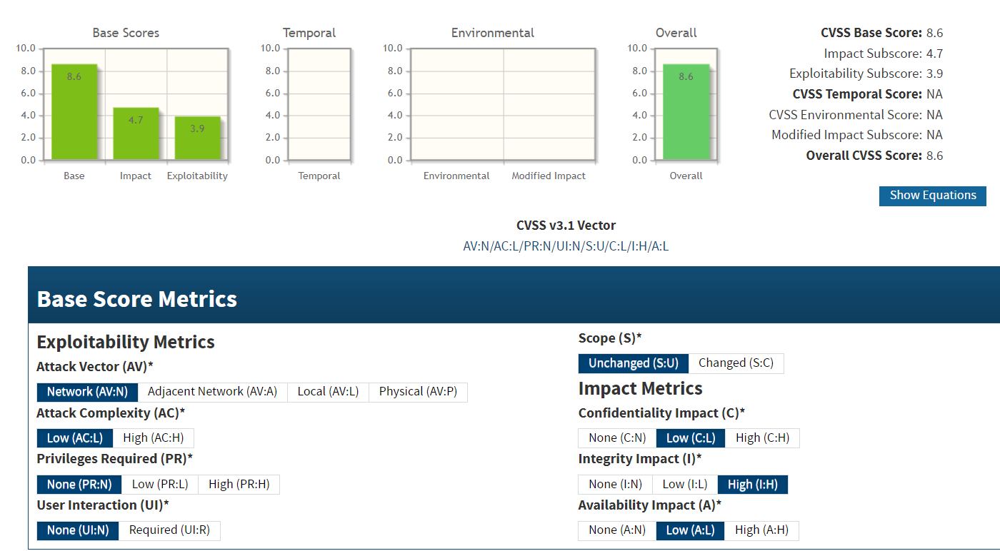 Base Scores
10.0
8.0
6.0
4.0
2.0
0.0
8.6
4.7
3.9
Base Impact Exploitability
Temporal
10.0
8.0
6.0
4.0
2.0
0.0
Temporal
Environmental
10.0
8.0
6.0
4.0
2.0
0.0
Environmental Modified Impact
Overall
10.0
8.0
6.0
4.0
2.0
0.0
8.6
Overall
CVSS Base Score: 8.6
Impact Subscore: 4.7
Exploitability Subscore: 3.9
CVSS Temporal Score: NA
CVSS Environmental Score: NA
Modified Impact Subscore: NA
Overall CVSS Score: 8.6
Show Equations
CVSS v3.1 Vector
AV:N/AC:L/PR:N/UI:N/S:U/C:L/I:H/A:L
Base Score Metrics
Exploitability Metrics
Attack Vector (AV)*
Network (AV:N) Adjacent Network (AV:A) Local (AV:L) Physical (AV:P)
Attack Complexity (AC)*
Low (AC:L) High (AC:H)
Privileges Required (PR)*
None (PR:N) Low (PR:L) High (PR:H)
User Interaction (UI)*
None (UI:N) Required (UI:R)
Scope (S)*
Unchanged (S:U) Changed (S:C)
Impact Metrics
Confidentiality Impact (C)*
None (C:N) Low (C:L) High (C:H)
Integrity Impact (I)*
None (I:N) Low (I:L) High (I:H)
Availability Impact (A)*
None (A:N) Low (A:L) High (A:H)